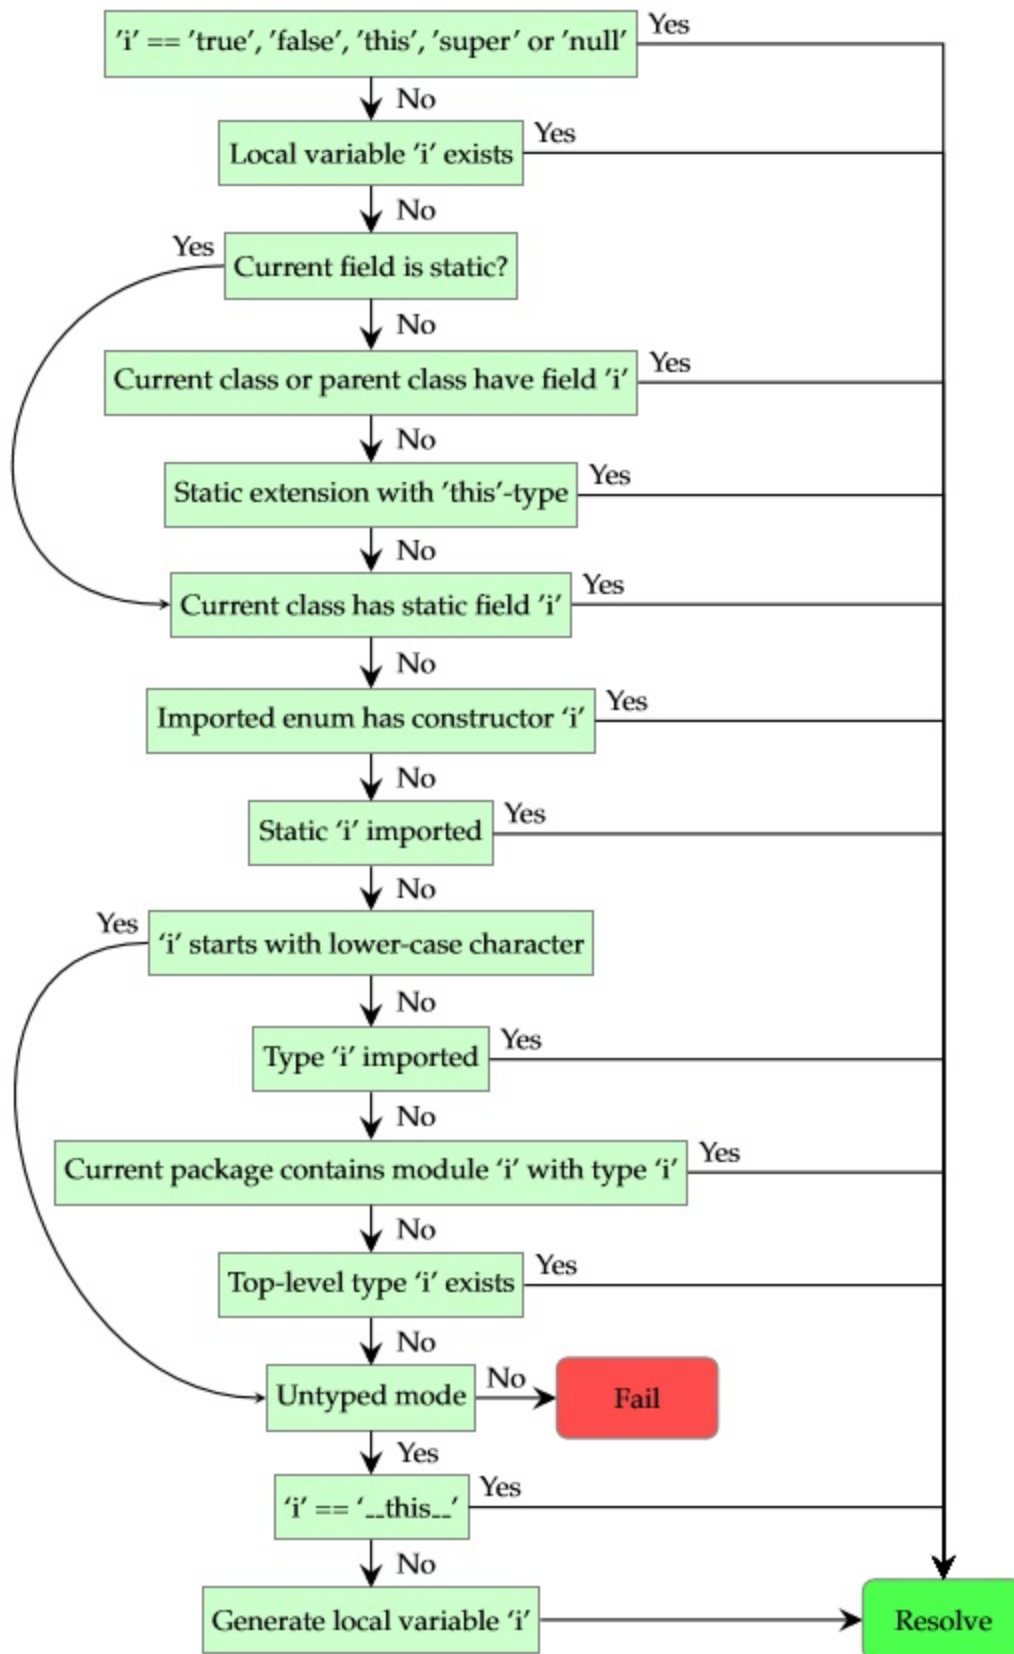 'i' == 'true', 'false', 'this', 'super' or 'null'
Yes
No
Local variable 'i' exists
Yes
No
Yes
Current field is static?
No
Current class or parent class have field 'i'
Yes
No
Static extension with 'this'-type
Yes
No
Current class has static field 'i'
Yes
No
Imported enum has constructor ‘i’
Yes
No
Static ‘i’ imported
Yes
No
Yes
‘i’ starts with lower-case character
No
Type ‘i’ imported
Yes
No
Current package contains module ‘i’ with type ‘i’
Yes
No
Top-level type ‘i’ exists
Yes
No
Untyped mode
No
Fail
Yes
‘i’ == ‘__this__’
Yes
No
Generate local variable ‘i’
Resolve